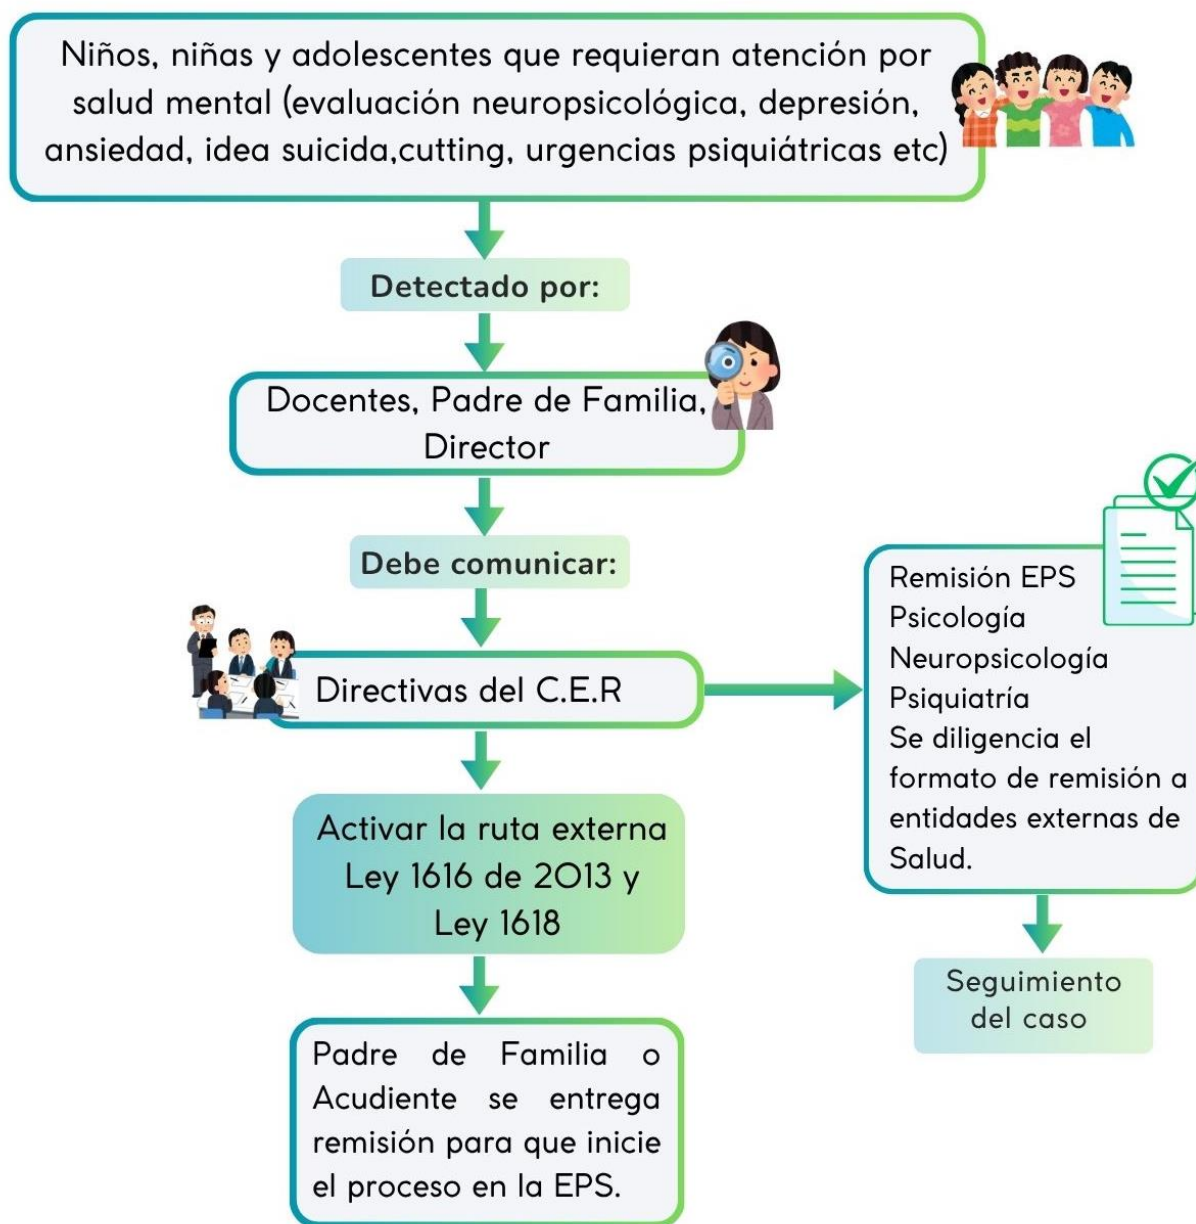 Niños, niñas y adolescentes que requieran atención por
salud mental (evaluación neuropsicológica, depresión,
ansiedad, idea suicida,cutting, urgencias psiquiátricas etc)
Detectado por:
Docentes, Padre de Familia,
Director
Debe comunicar:
Directivas del C.E.R
Activar la ruta externa
Ley 1616 de 2013 y
Ley 1618
Padre de Familia o
Acudiente se entrega
remisión para que inicie
el proceso en la EPS.
Remisión EPS
Psicología
Neuropsicología
Psiquiatría
Se diligencia el
formato de remisión a
entidades externas de
Salud.
Seguimiento
del caso